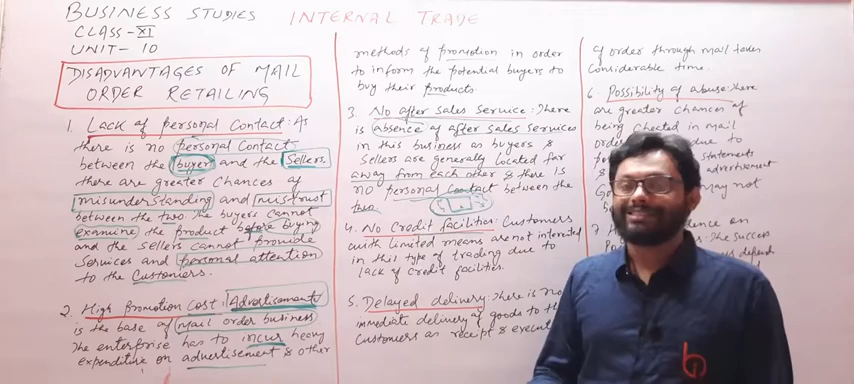 BUSINESS STUDIES
INTERNAL TRADE
CLASS-XI
UNIT-10
DISADVANTAGES OF MAIL
ORDER RETAILING
1. Lack of personal Contact: As
there is no personal Contact
between the buyer and the Sellers,
there are greater chances of
misunderstanding and mistrust
between the two. The buyers cannot
examine the product before buying
and the sellers cannot provide
Services and personal attention
to the Customers.
2. High promotion Cost: Advertisement
is the base of mail order business
The enterprise has to incur heavy
expenditure on advertisement & other
methods of promotion in order
to inform the potential buyers to
buy their products.
3. No after sales service: There
is absence of after sales services
in this business as buyers &
Sellers are generally located far
away from each other & there is
no personal contact between the
two
4. No Credit facilities: Customers
with limited means are not interested
in this type of trading due to
lack of credit facilities.
5. Delayed delivery: There is no
immediate delivery of goods to the
Customers as receipt &
of order through mail takes
considerable time.
6. Possibility of abuse: There
are greater chances of
being cheated in mail
due to
statements
advertisement
may not
7.
on
: The success
depend